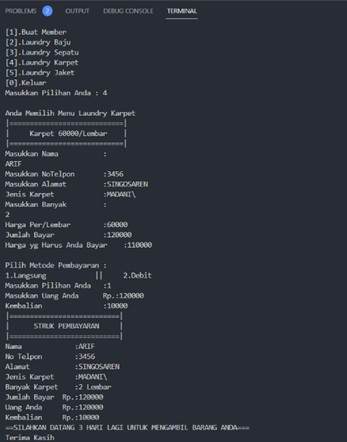 PROBLEMS 2 OUTPUT DEBUG CONSOLE TERMINAL
[1].Buat Member
[2].Laundry Baju
[3].Laundry Sepatu
[4].Laundry Karpet
[5].Laundry Jaket
[0].Keluar
Masukkan Pilihan Anda : 4
Anda Memilih Menu Laundry Karpet
|============================|
| Karpet 60000/Lembar |
|============================|
Masukkan Nama :
ARIF
Masukkan NoTelpon :3456
Masukkan Alamat :SINGOSAREN
Jenis Karpet :MADANI\
Masukkan Banyak :
2
Harga Per/Lembar :60000
Jumlah Bayar :120000
Harga yg Harus Anda Bayar :110000
Pilih Metode Pembayaran :
1.Langsung || 2.Debit
Masukkan Pilihan Anda :1
Masukkan Uang Anda Rp.:120000
Kembalian :10000
|===========================|
| STRUK PEMBAYARAN |
|===========================|
Nama :ARIF
No Telpon :3456
Alamat :SINGOSAREN
Jenis Karpet :MADANI\
Banyak Karpet :2 Lembar
Jumlah Bayar Rp.:120000
Uang Anda Rp.:120000
Kembalian Rp.:10000
==SILAHKAN DATANG 3 HARI LAGI UNTUK MENGAMBIL BARANG ANDA===
Terima Kasih